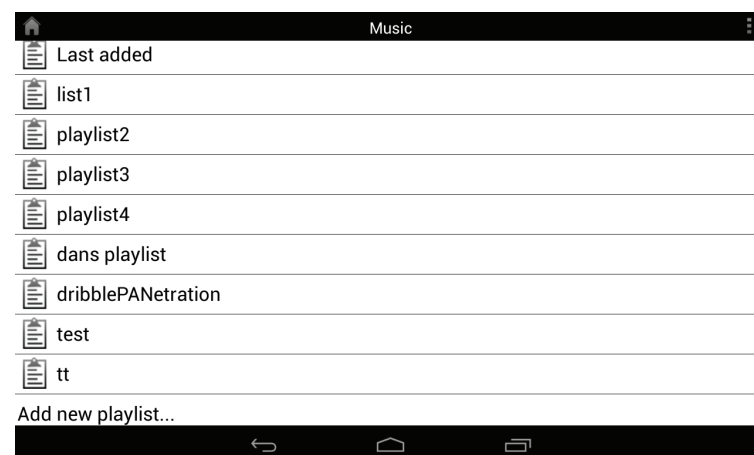 Music
Last added
list1
playlist2
playlist3
playlist4
dans playlist
dribblePANetration
test
tt
Add new playlist...